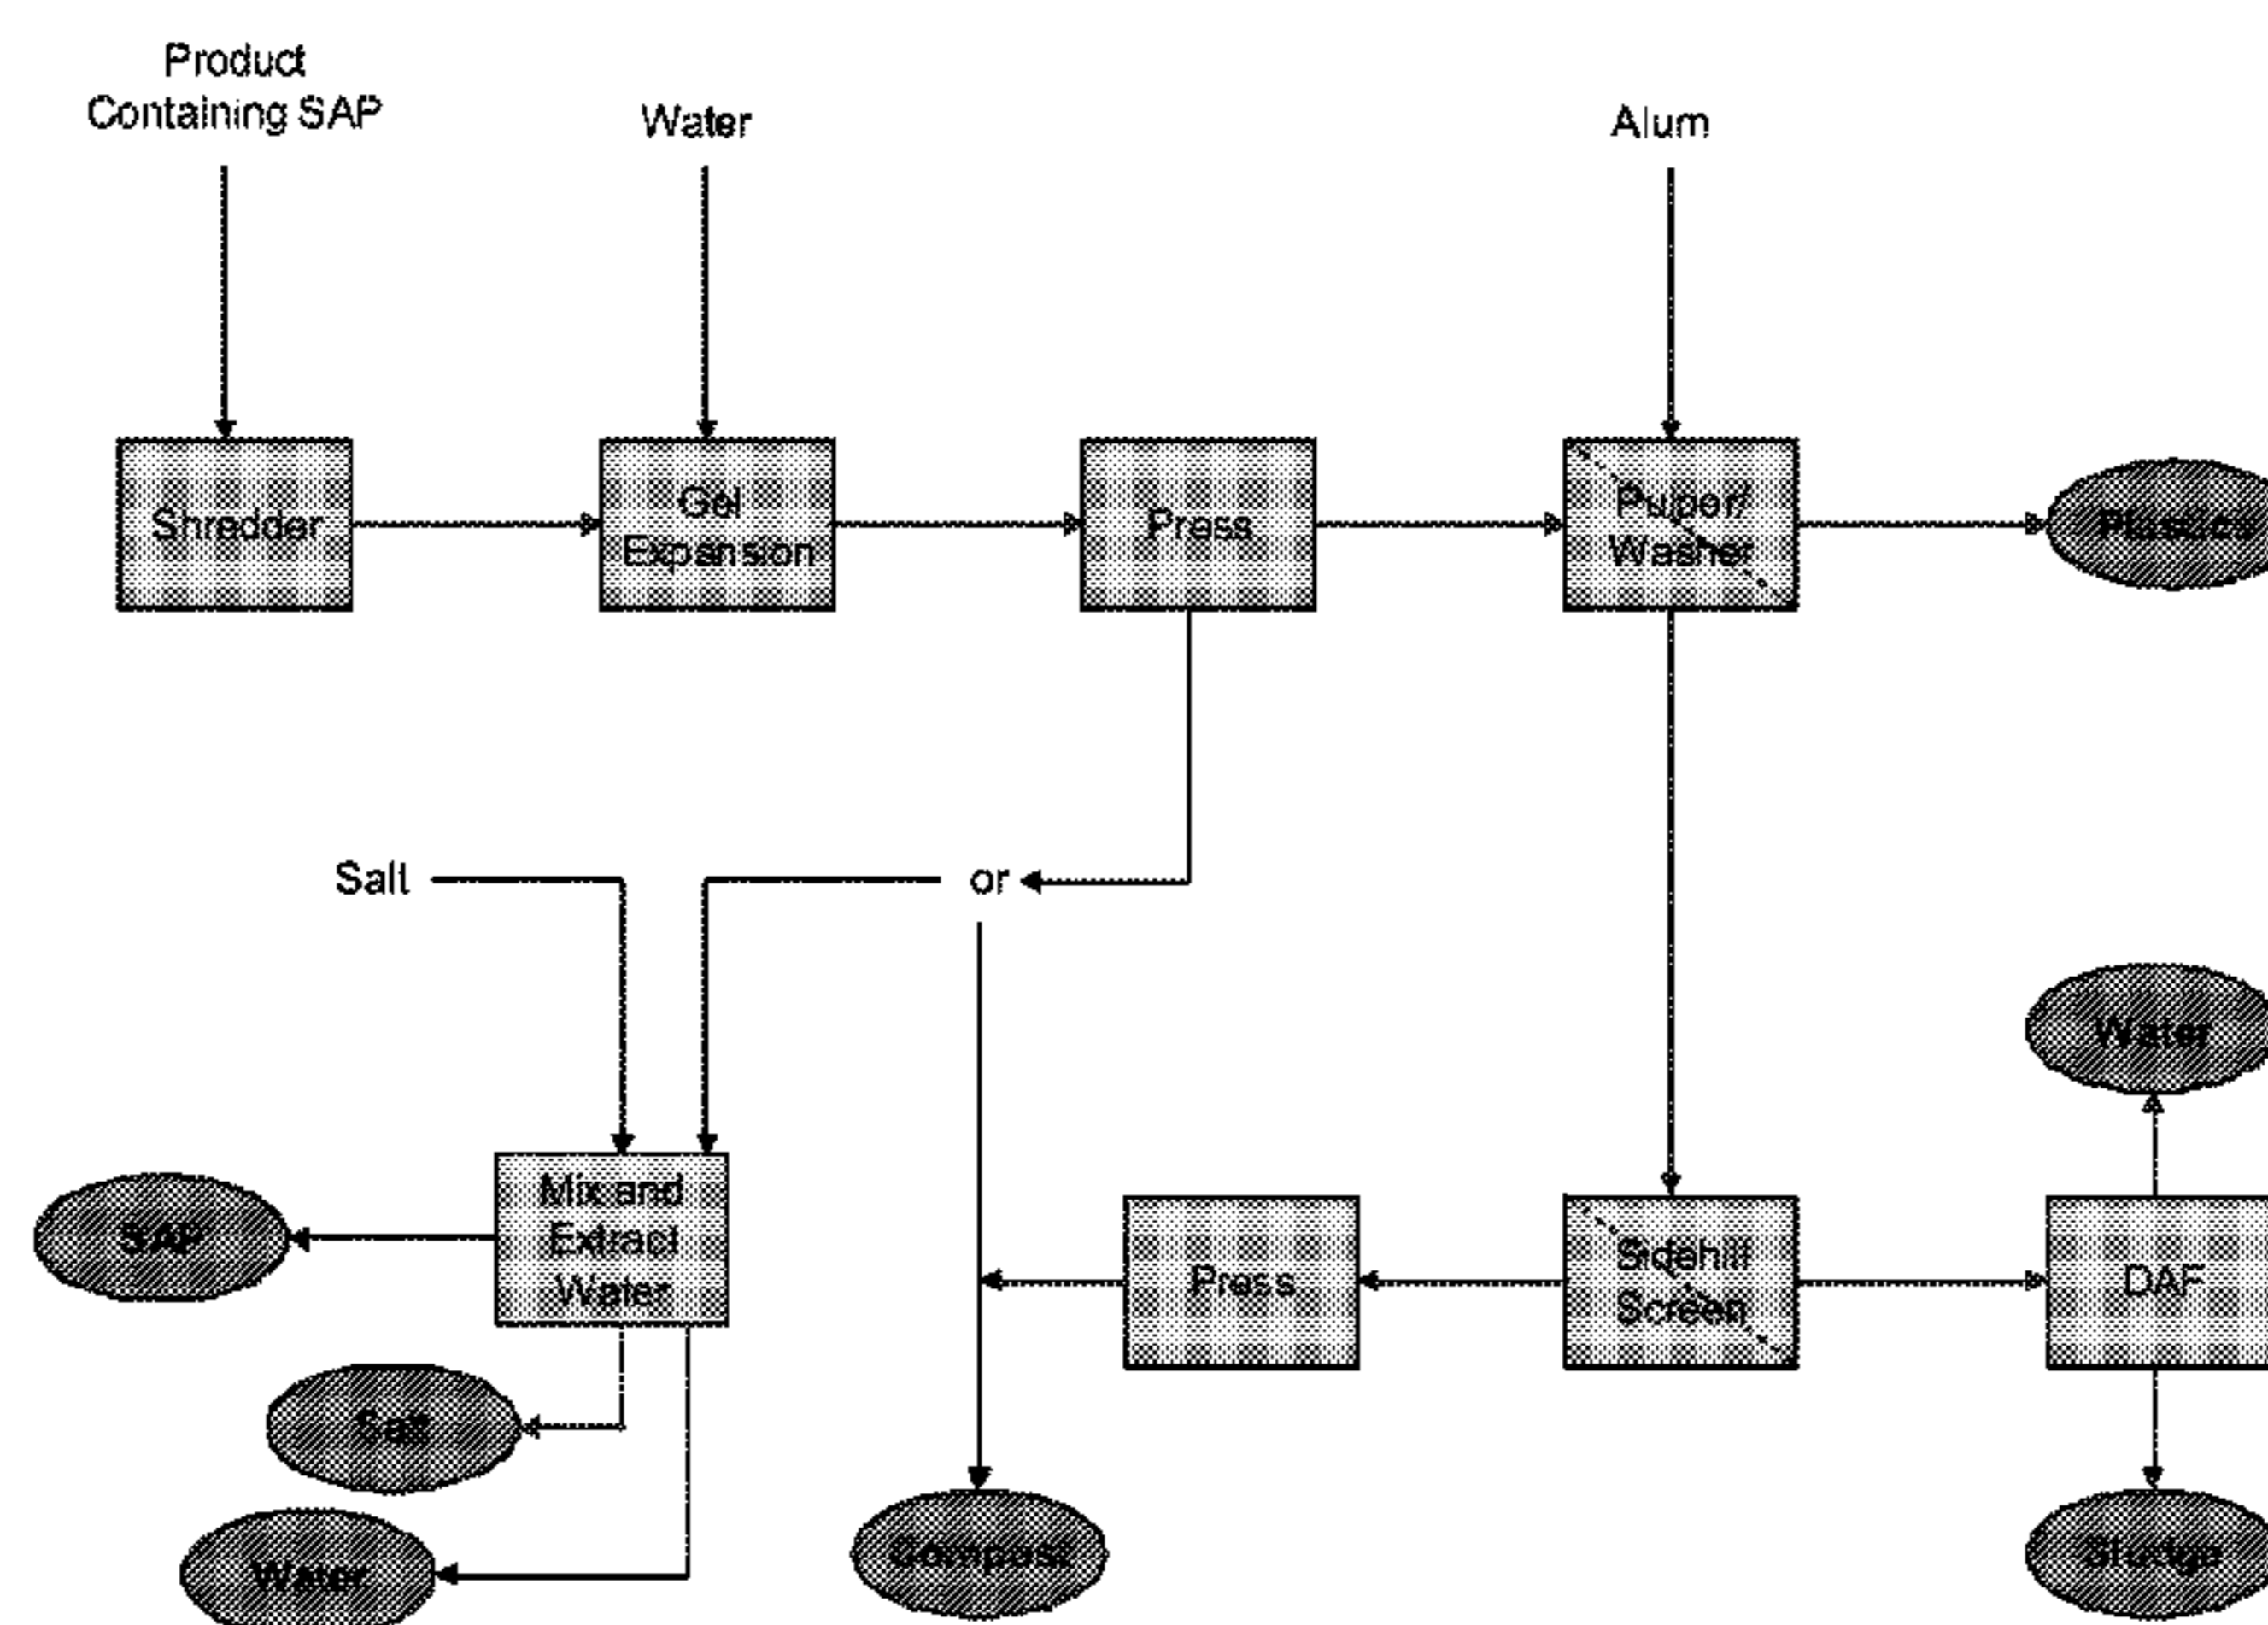 Product
Containing SAP
Water
Alum
Shredder
Gel
Expansion
Press
Pulper/
Washer
Plastics
Salt
or
Water
Mix and
Extract
Water
SAP
Press
Sidehill
Screen
DAF
Salt
Water
Compost
Sludge